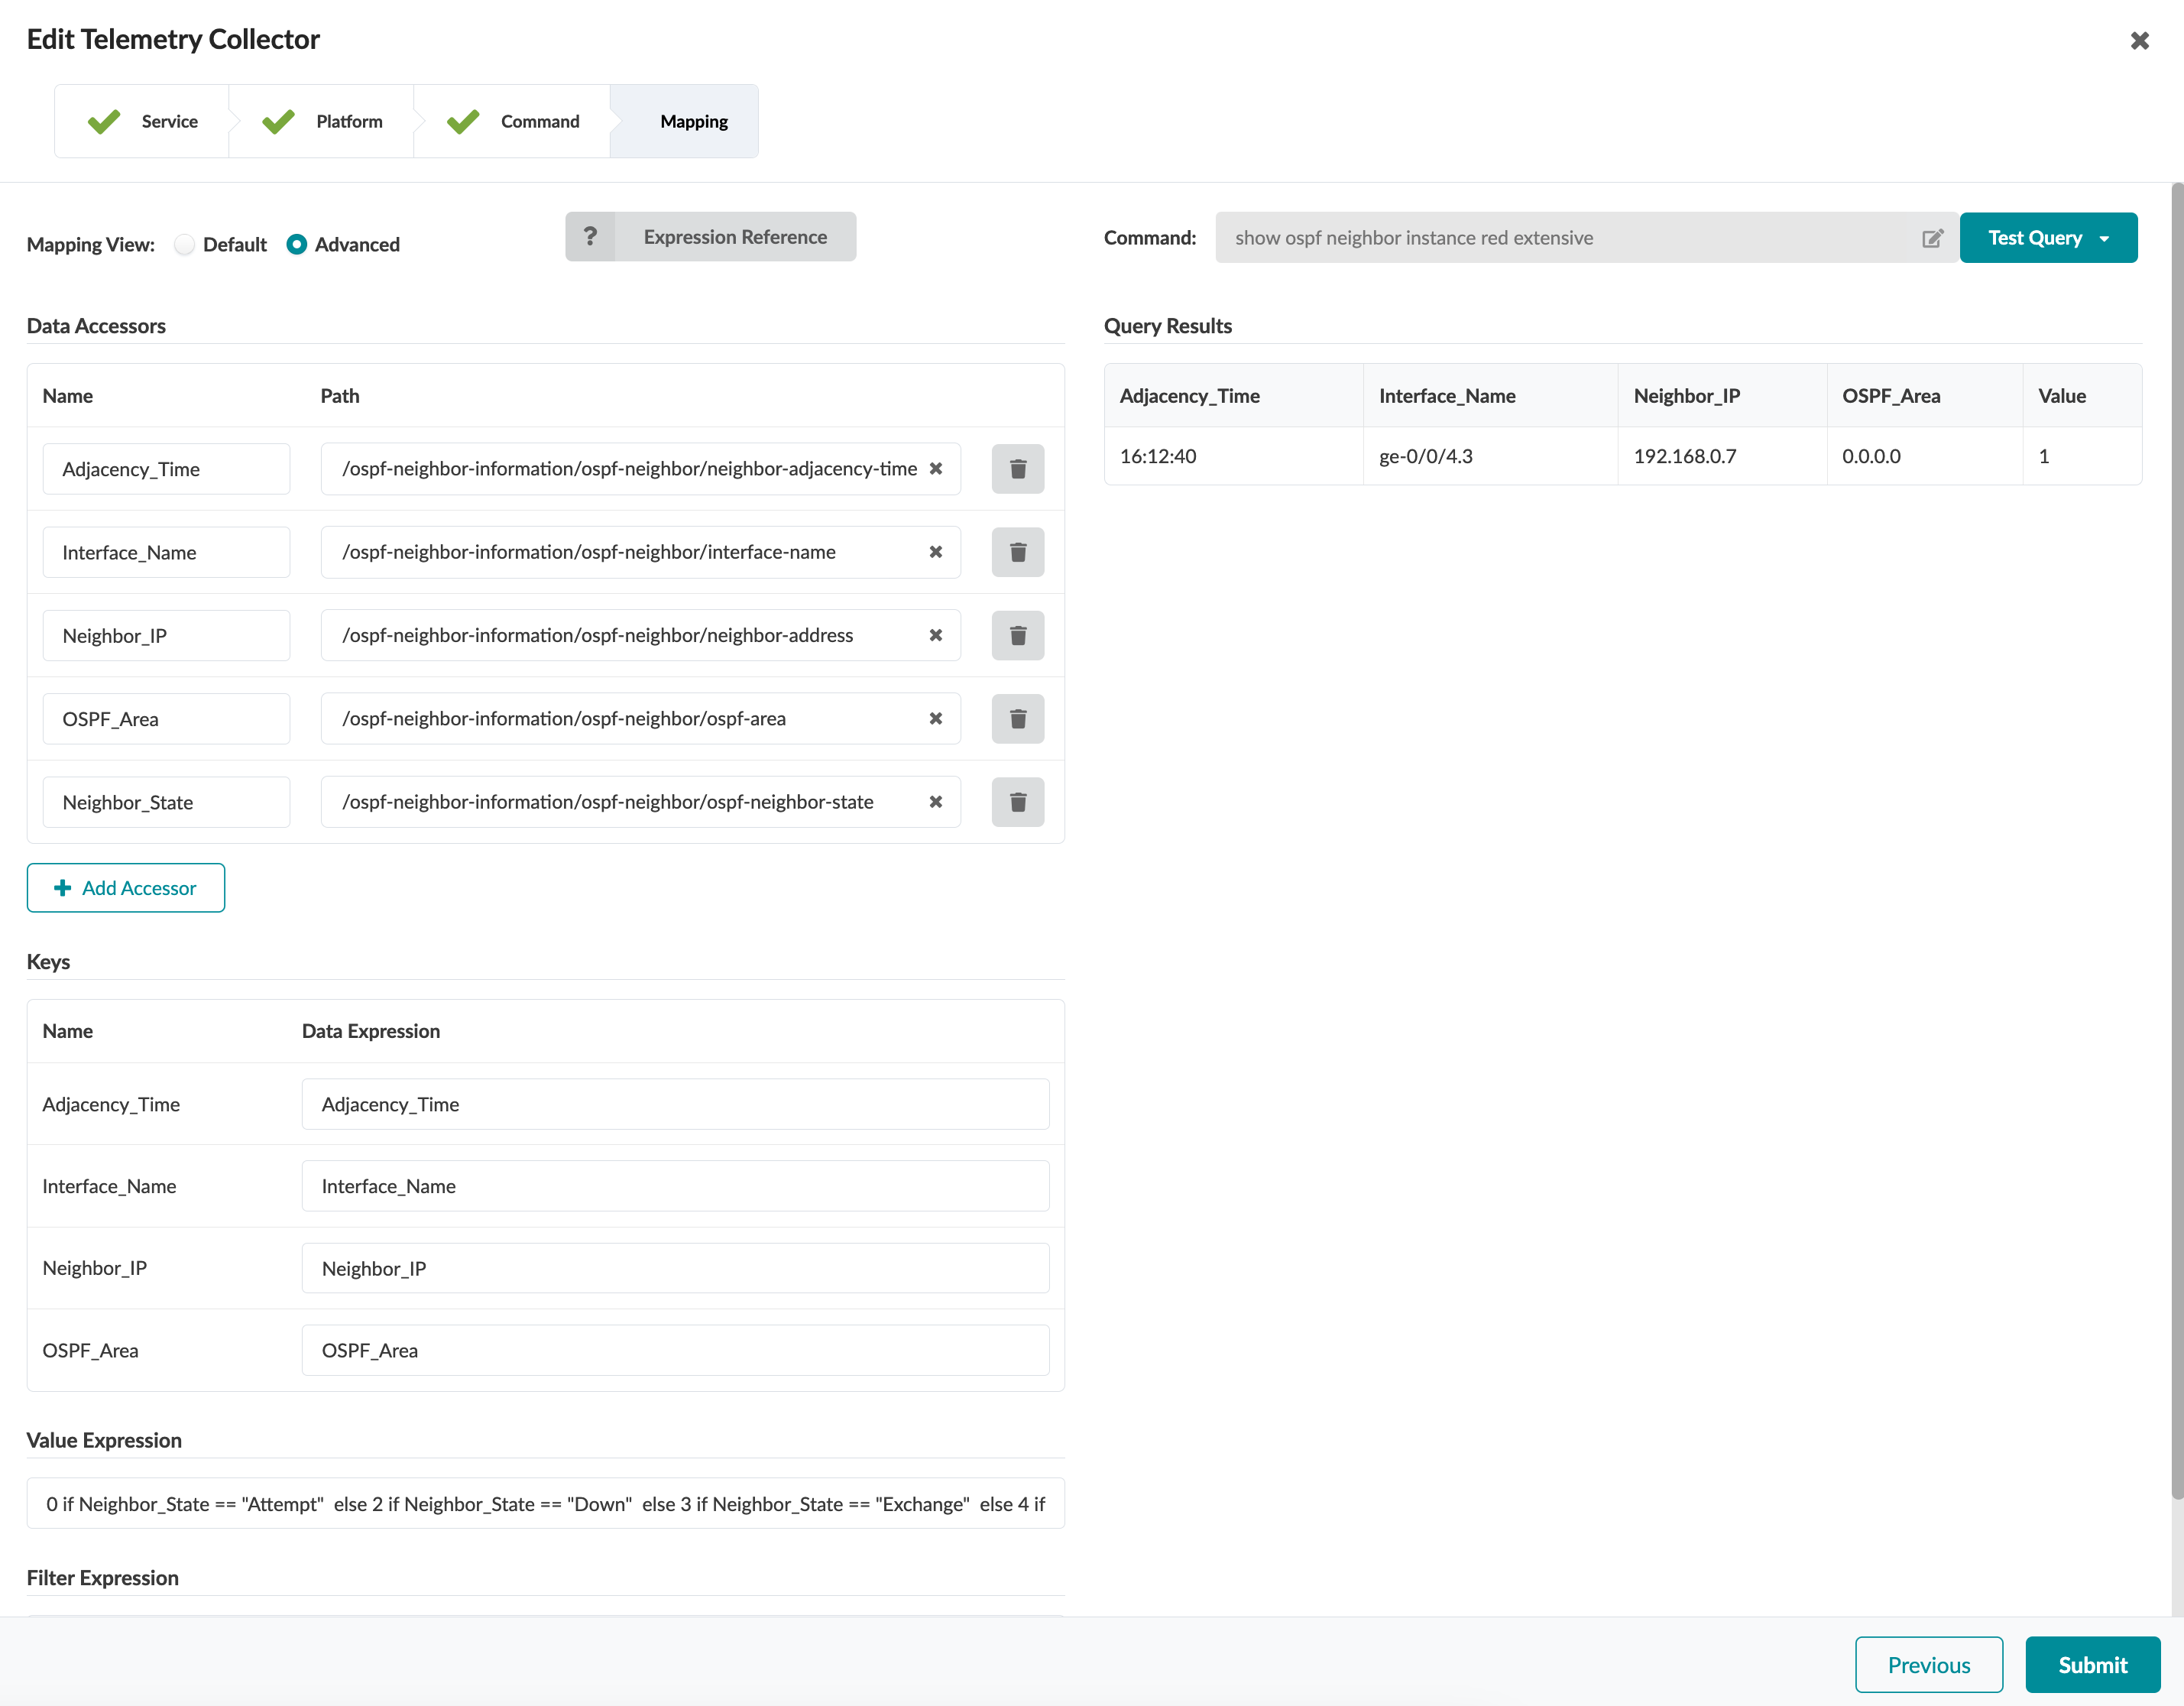 Edit Telemetry Collector
Service
Platform
Command
Mapping
Mapping View:
Default
Advanced
? Expression Reference
Command:
show ospf neighbor instance red extensive
Test Query
Data Accessors
Name Path
Adjacency_Time /ospf-neighbor-information/ospf-neighbor/neighbor-adjacency-time
Interface_Name /ospf-neighbor-information/ospf-neighbor/interface-name
Neighbor_IP /ospf-neighbor-information/ospf-neighbor/neighbor-address
OSPF_Area /ospf-neighbor-information/ospf-neighbor/ospf-area
Neighbor_State /ospf-neighbor-information/ospf-neighbor/ospf-neighbor-state
Add Accessor
Query Results
Adjacency_Time Interface_Name Neighbor_IP OSPF_Area Value
16:12:40 ge-0/0/4.3 192.168.0.7 0.0.0.0 1
Keys
Name Data Expression
Adjacency_Time Adjacency_Time
Interface_Name Interface_Name
Neighbor_IP Neighbor_IP
OSPF_Area OSPF_Area
Value Expression
0 if Neighbor_State == "Attempt"  else 2 if Neighbor_State == "Down"  else 3 if Neighbor_State == "Exchange"  else 4 if
Filter Expression
Previous
Submit